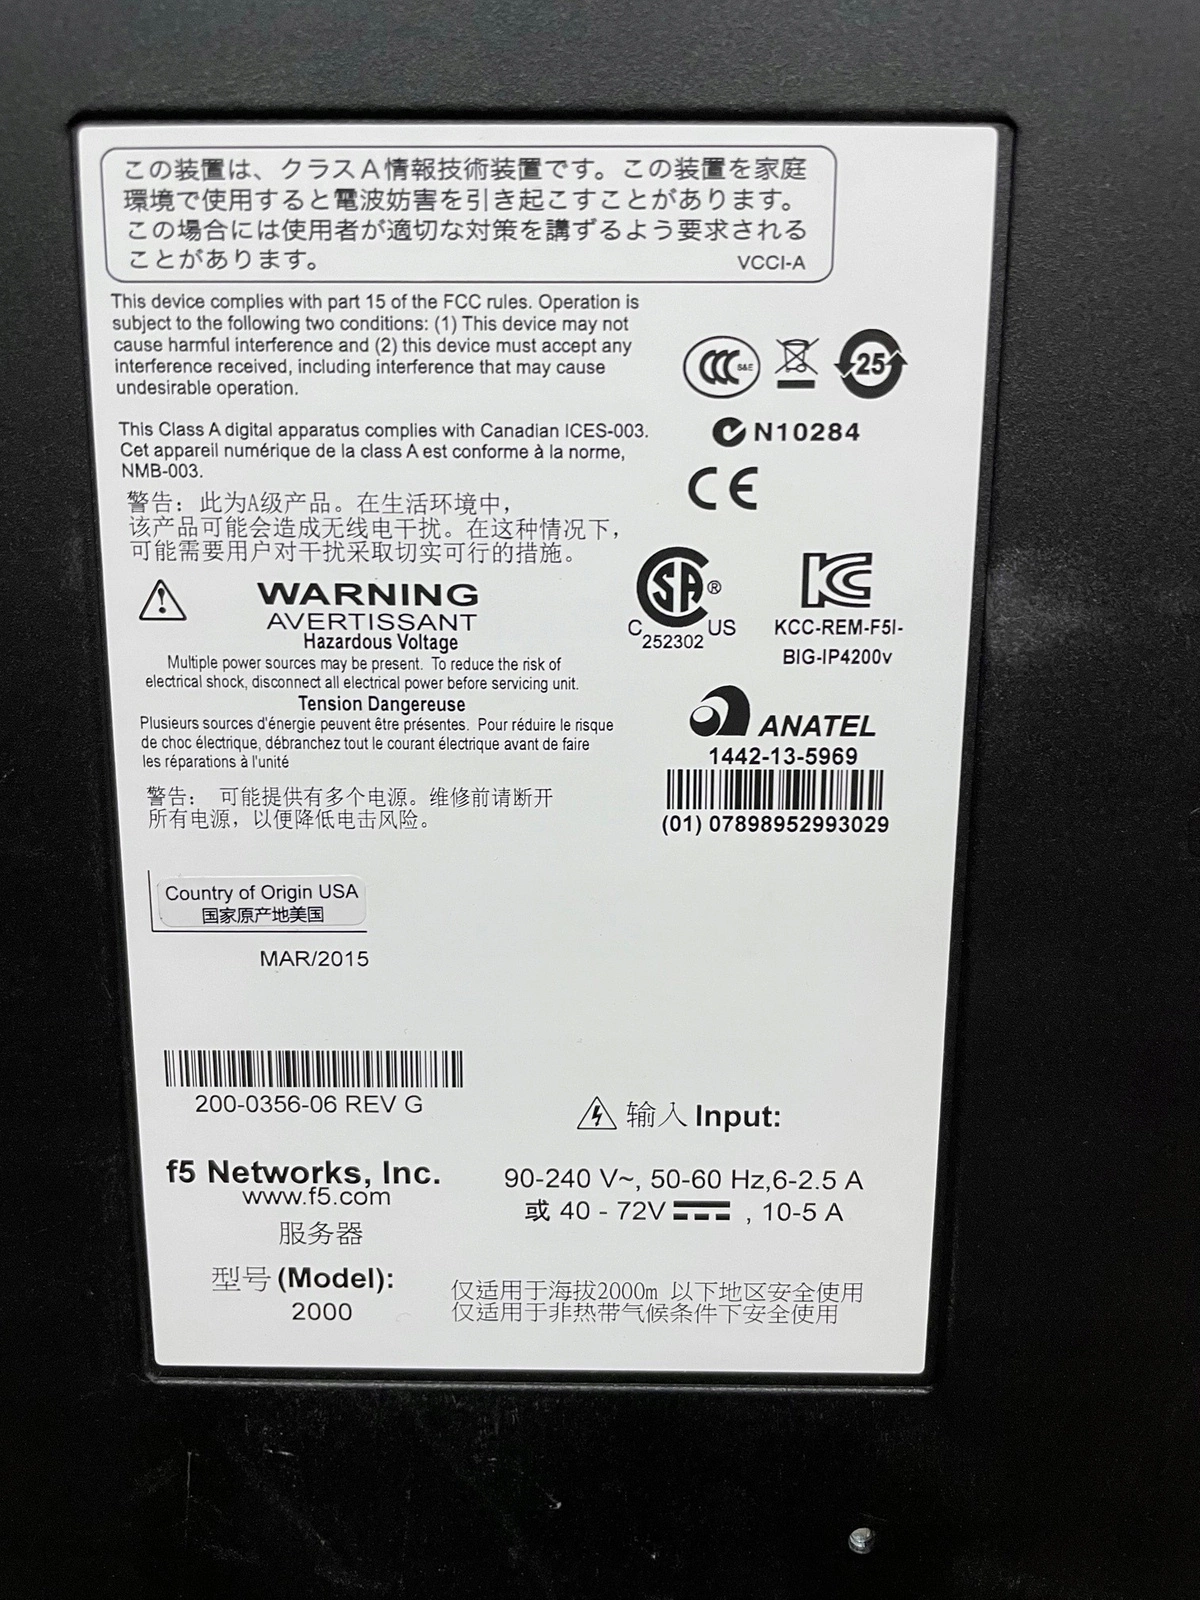 この装置は、クラスA情報技術装置です。この装置を家庭
環境で使用すると電波妨害を引き起こすことがあります。
この場合には使用者が適切な対策を講ずるよう要求される
ことがあります。
VCCI-A
This device complies with part 15 of the FCC rules. Operation is
subject to the following two conditions: (1) This device may not
cause harmful interference and (2) this device must accept any
interference received, including interference that may cause
undesirable operation.
CCC S&E
25
This Class A digital apparatus complies with Canadian ICES-003.
Cet appareil numérique de la class A est conforme à la norme,
NMB-003.
N10284
CE
警告: 此为A级产品。在生活环境中,
该产品可能会造成无线电干扰。在这种情况下,
可能需要用户对干扰采取切实可行的措施。
WARNING
AVERTISSANT
Hazardous Voltage
Multiple power sources may be present. To reduce the risk of
electrical shock, disconnect all electrical power before servicing unit.
Tension Dangereuse
Plusieurs sources d'énergie peuvent être présentes. Pour réduire le risque
de choc électrique, débranchez tout le courant électrique avant de faire
les réparations à l'unité
SA®
C 252302 US
KC
KCC-REM-F5I-
BIG-IP4200v
ANATEL
1442-13-5969
(01) 07898952993029
警告: 可能提供有多个电源。维修前请断开
所有电源, 以便降低电击风险。
Country of Origin USA
国家原产地美国
MAR/2015
200-0356-06 REV G
f5 Networks, Inc.
www.f5.com
服务器
型号 (Model):
2000
输入 Input:
90-240 V~, 50-60 Hz,6-2.5 A
或 40 - 72V⎓ , 10-5 A
仅适用于海拔2000m 以下地区安全使用
仅适用于非热带气候条件下安全使用